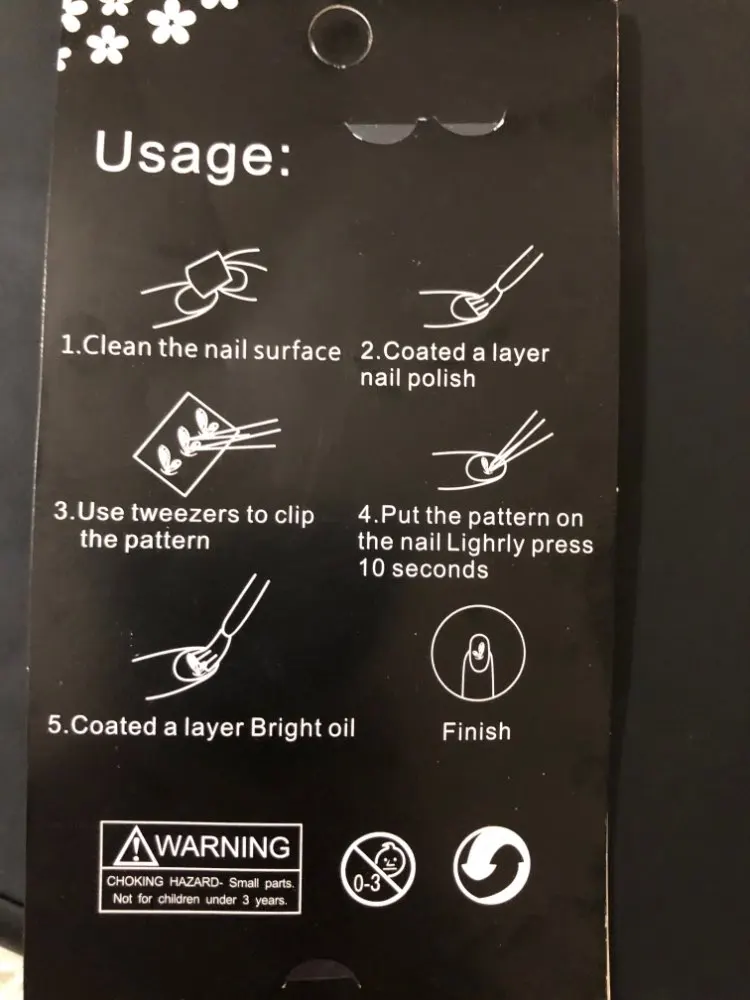 Usage:
1.Clean the nail surface
2.Coated a layer
nail polish
3.Use tweezers to clip
the pattern
4.Put the pattern on
the nail Lighrly press
10 seconds
5.Coated a layer Bright oil
Finish
WARNING
CHOKING HAZARD- Small parts.
Not for children under 3 years.
0-3